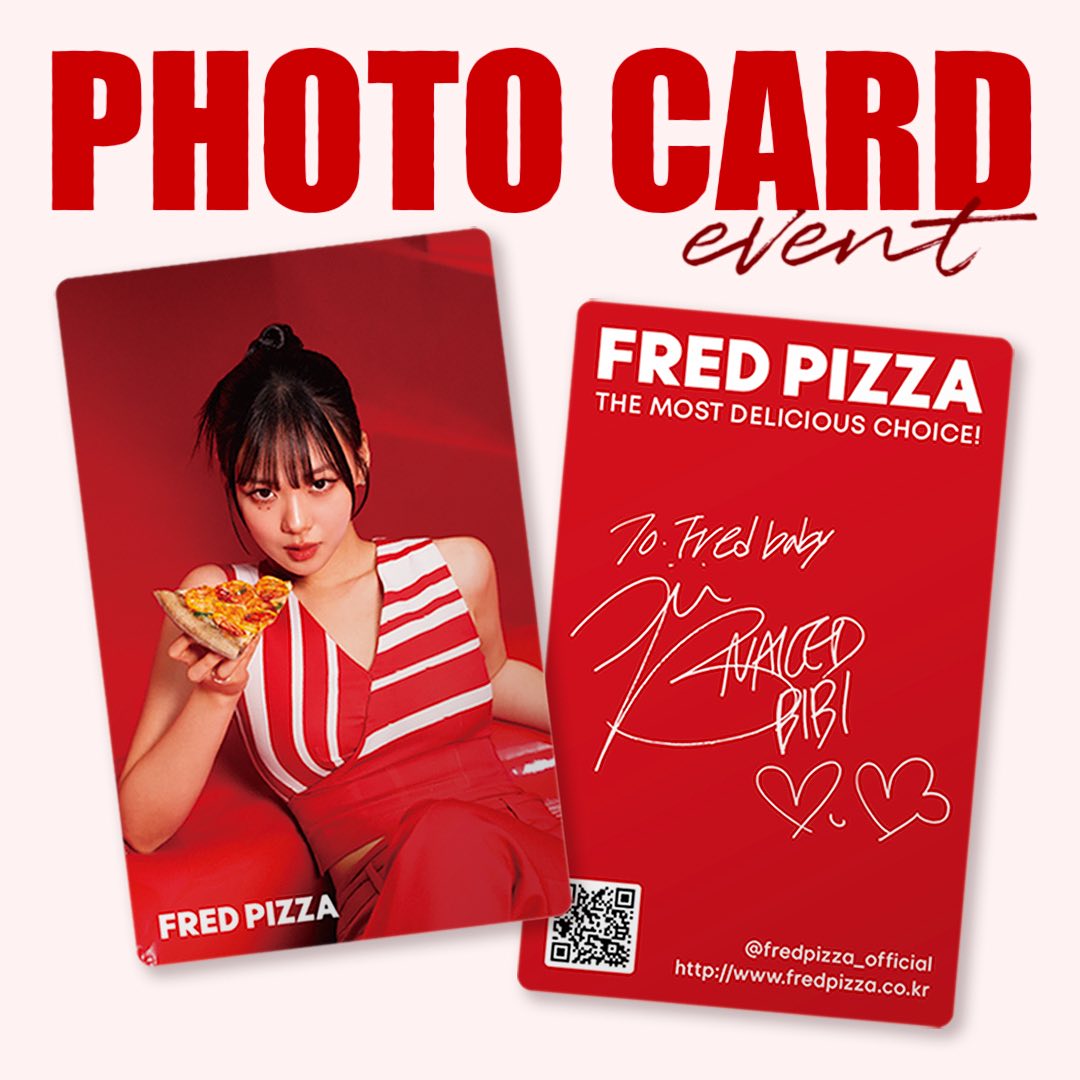 PHOTO CARD
event
FRED PIZZA
FRED PIZZA
THE MOST DELICIOUS CHOICE!
To. Fred baby
NAKED
BIBI
@fredpizza_official
http://www.fredpizza.co.kr